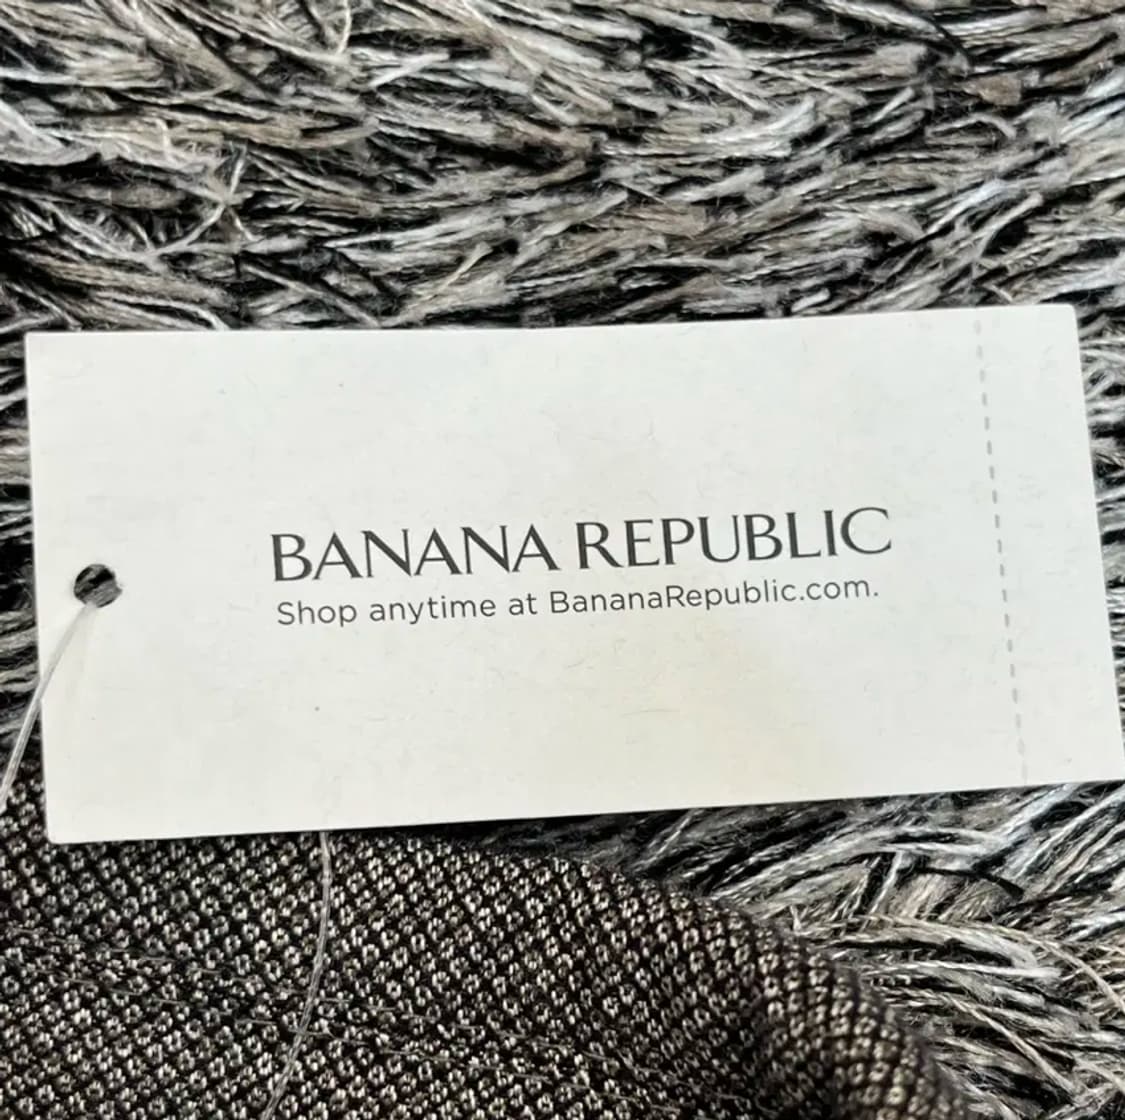 BANANA REPUBLIC
Shop anytime at BananaRepublic.com.